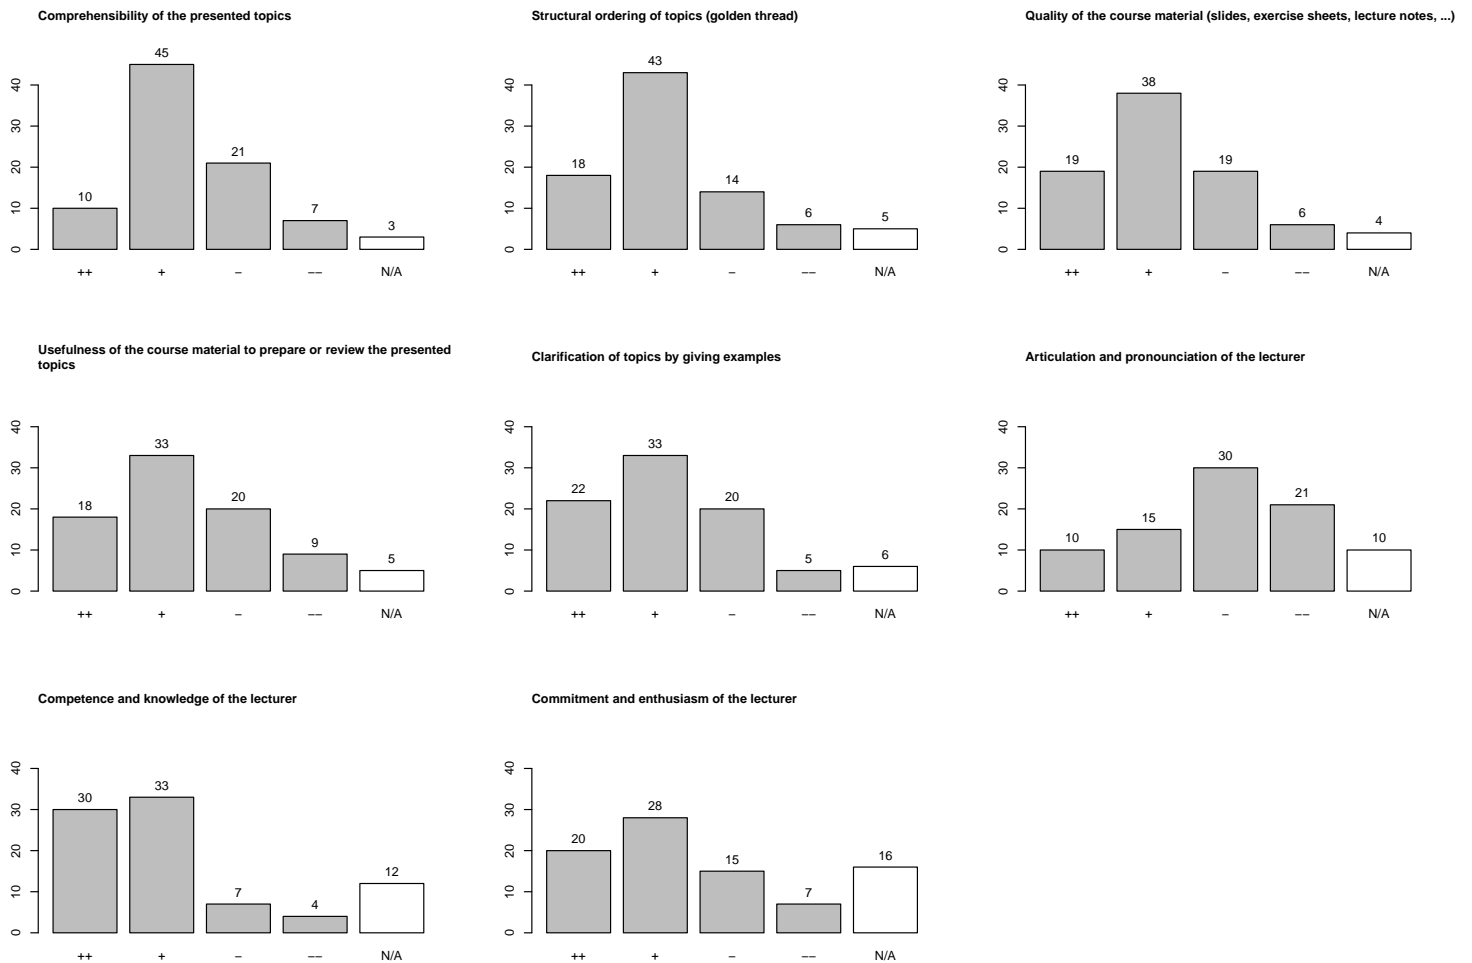 Comprehensibility of the presented topics
45
21
10
7
3
0 10 20 30 40
++ + − −− N/A
Structural ordering of topics (golden thread)
43
18
14
6
5
0 10 20 30 40
++ + − −− N/A
Quality of the course material (slides, exercise sheets, lecture notes, ...)
38
19
19
6
4
0 10 20 30 40
++ + − −− N/A
Usefulness of the course material to prepare or review the presented
topics
33
20
18
9
5
0 10 20 30 40
++ + − −− N/A
Clarification of topics by giving examples
33
22
20
6
5
0 10 20 30 40
++ + − −− N/A
Articulation and pronounciation of the lecturer
30
21
15
10
10
0 10 20 30 40
++ + − −− N/A
Competence and knowledge of the lecturer
33
30
12
7
4
0 10 20 30 40
++ + − −− N/A
Commitment and enthusiasm of the lecturer
28
20
16
15
7
0 10 20 30 40
++ + − −− N/A